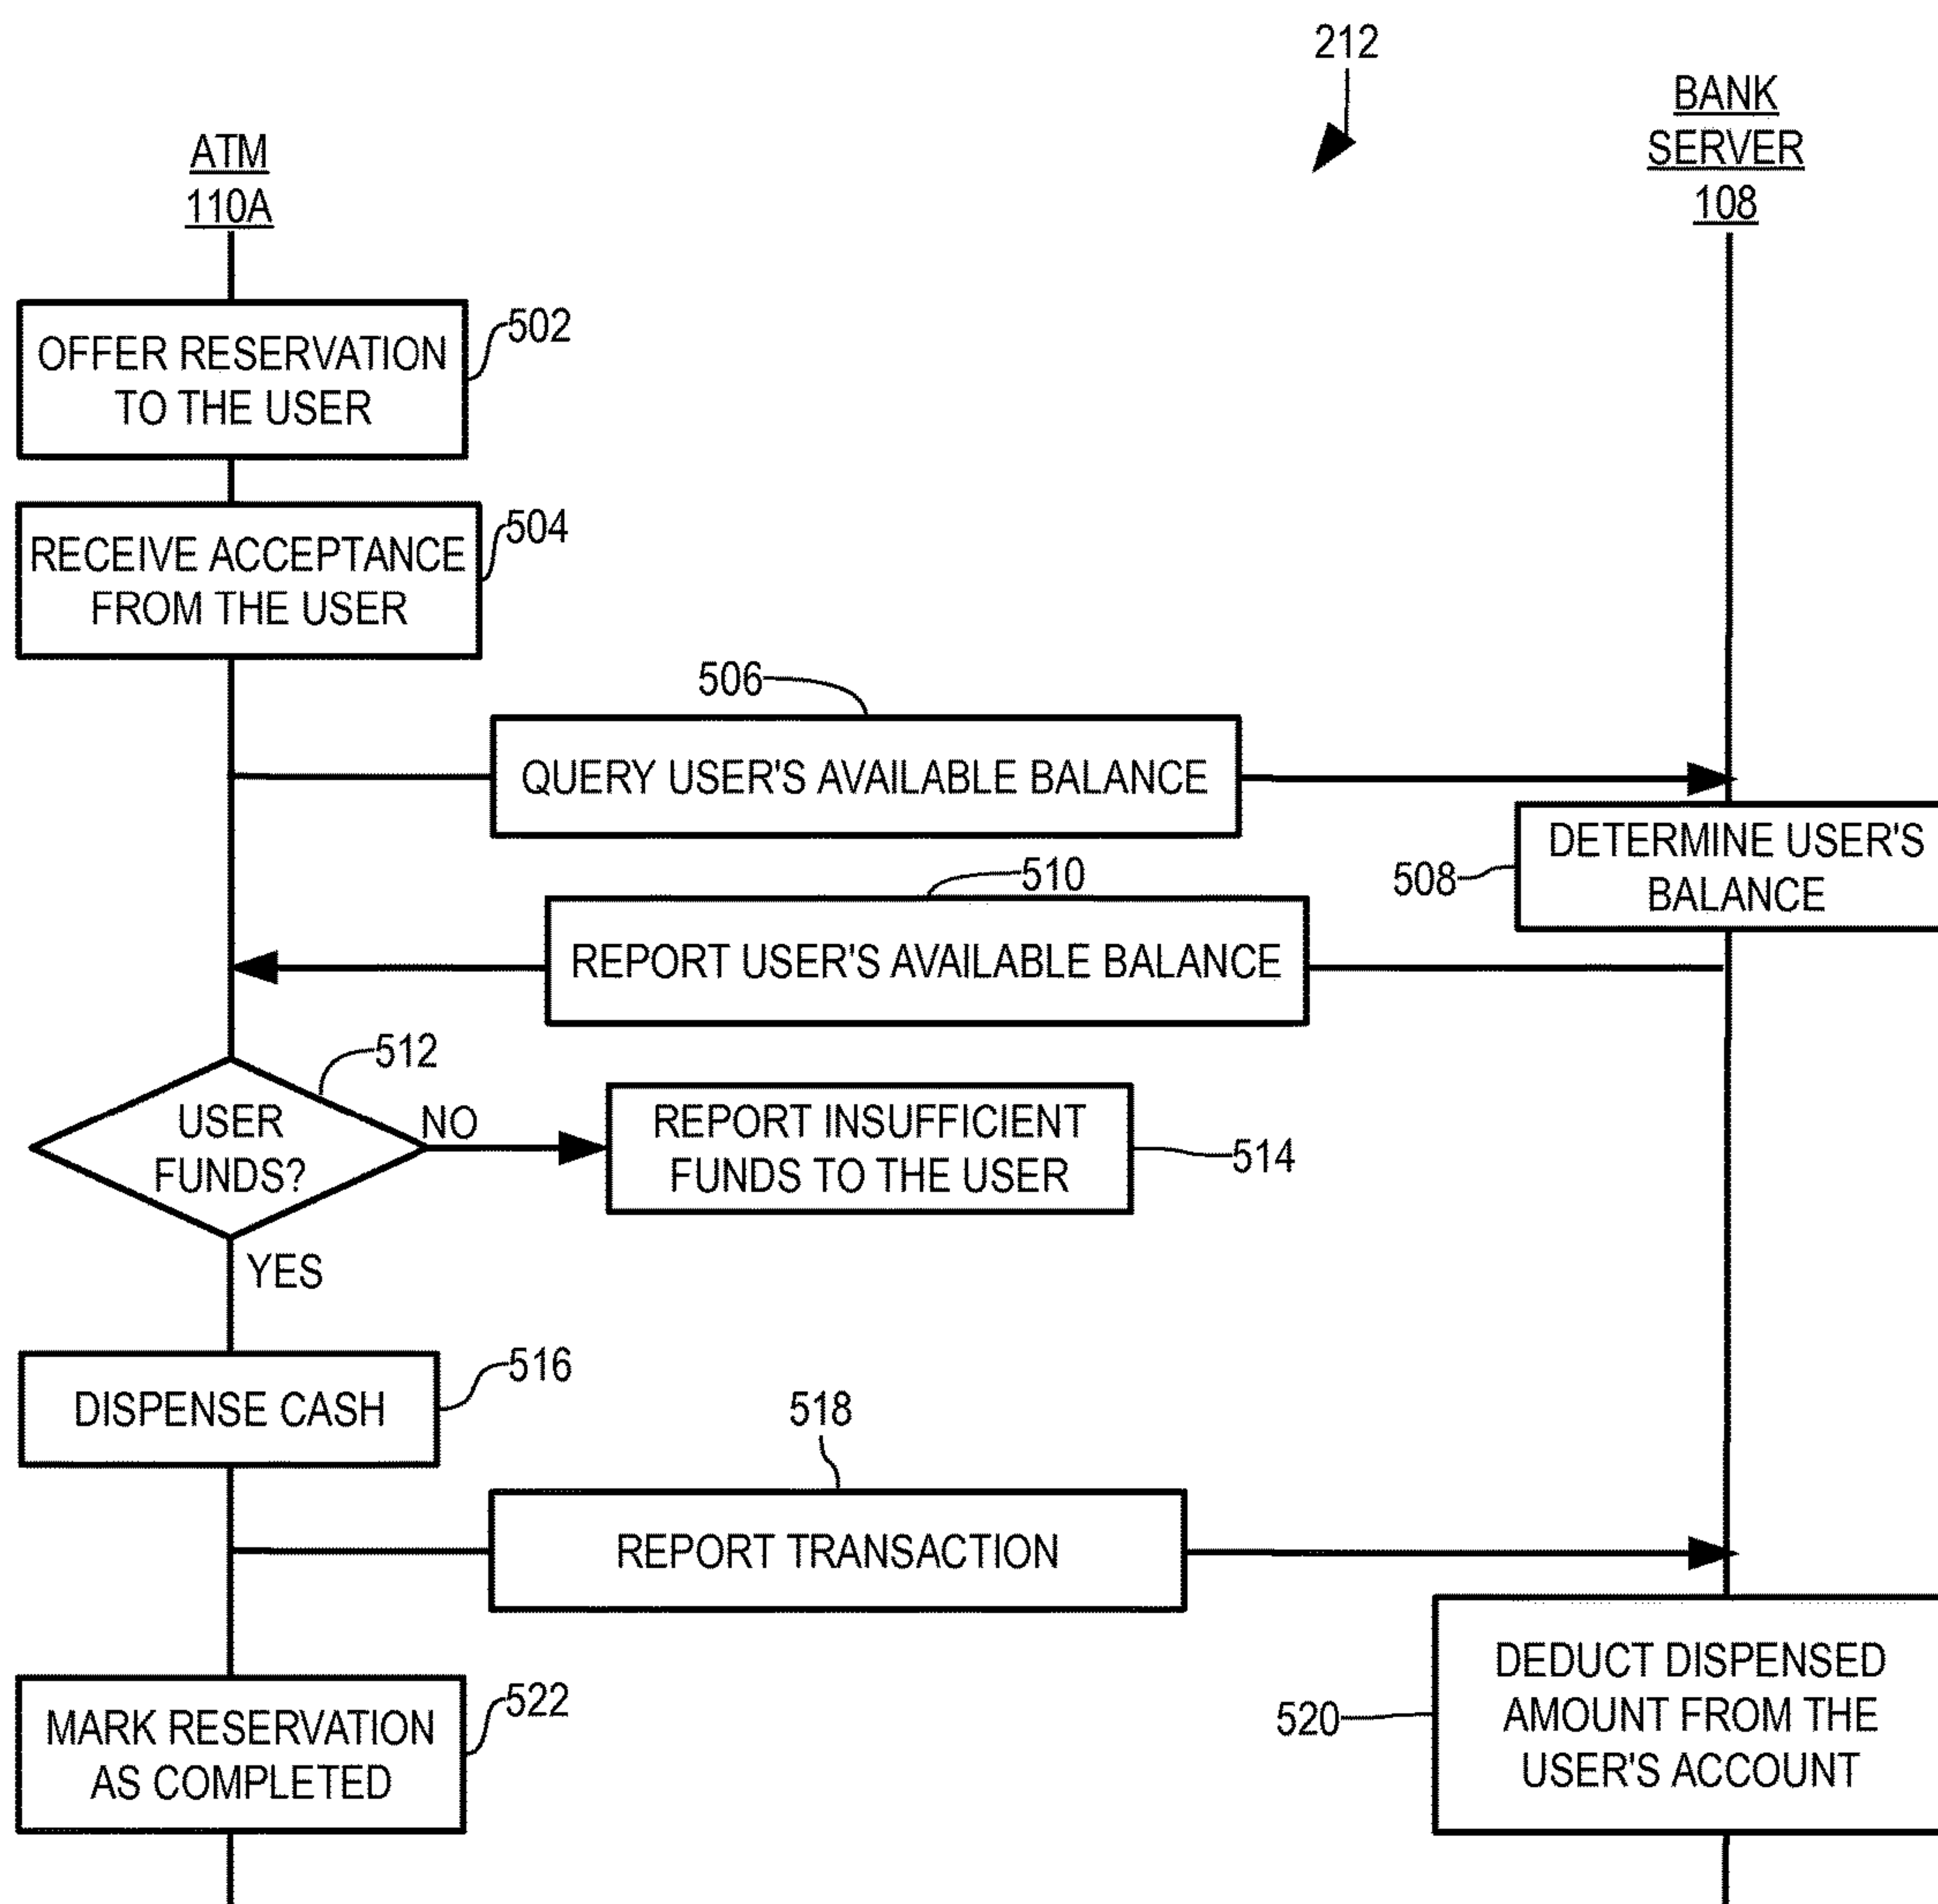 212
ATM
110A
BANK
SERVER
108
OFFER RESERVATION
TO THE USER
502
RECEIVE ACCEPTANCE
FROM THE USER
504
506
QUERY USER'S AVAILABLE BALANCE
DETERMINE USER'S
BALANCE
508
510
REPORT USER'S AVAILABLE BALANCE
512
USER
FUNDS?
NO
REPORT INSUFFICIENT
FUNDS TO THE USER
514
YES
DISPENSE CASH
516
518
REPORT TRANSACTION
DEDUCT DISPENSED
AMOUNT FROM THE
USER'S ACCOUNT
520
MARK RESERVATION
AS COMPLETED
522